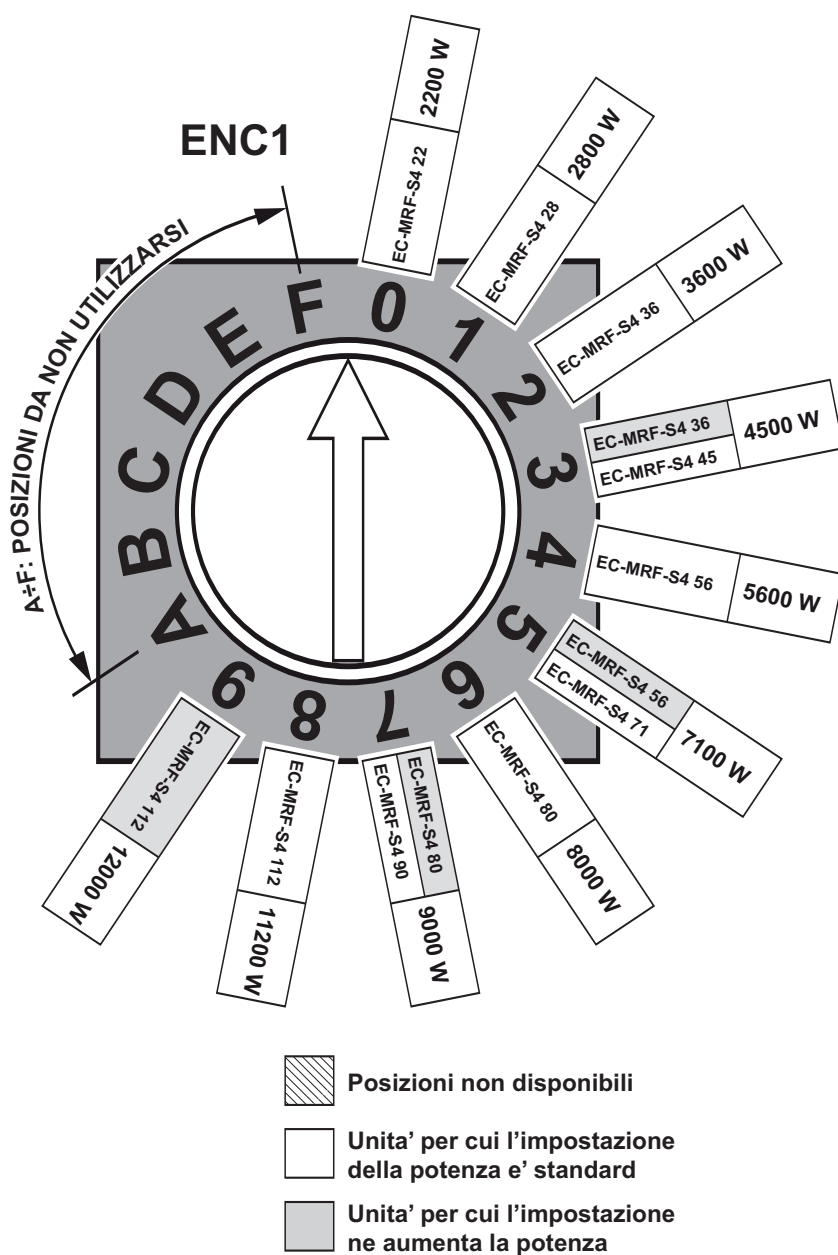 ENC1
A÷F: POSIZIONI DA NON UTILIZZARSI
F
0
1
2
3
4
5
6
7
8
9
A
B
C
D
E
EC-MRF-S4 22
2200 W
EC-MRF-S4 28
2800 W
EC-MRF-S4 36
3600 W
EC-MRF-S4 36
EC-MRF-S4 45
4500 W
EC-MRF-S4 56
5600 W
EC-MRF-S4 56
EC-MRF-S4 71
7100 W
EC-MRF-S4 80
8000 W
EC-MRF-S4 80
EC-MRF-S4 90
9000 W
EC-MRF-S4 112
11200 W
EC-MRF-S4 112
12000 W
Posizioni non disponibili
Unita' per cui l'impostazione
della potenza e' standard
Unita' per cui l'impostazione
ne aumenta la potenza